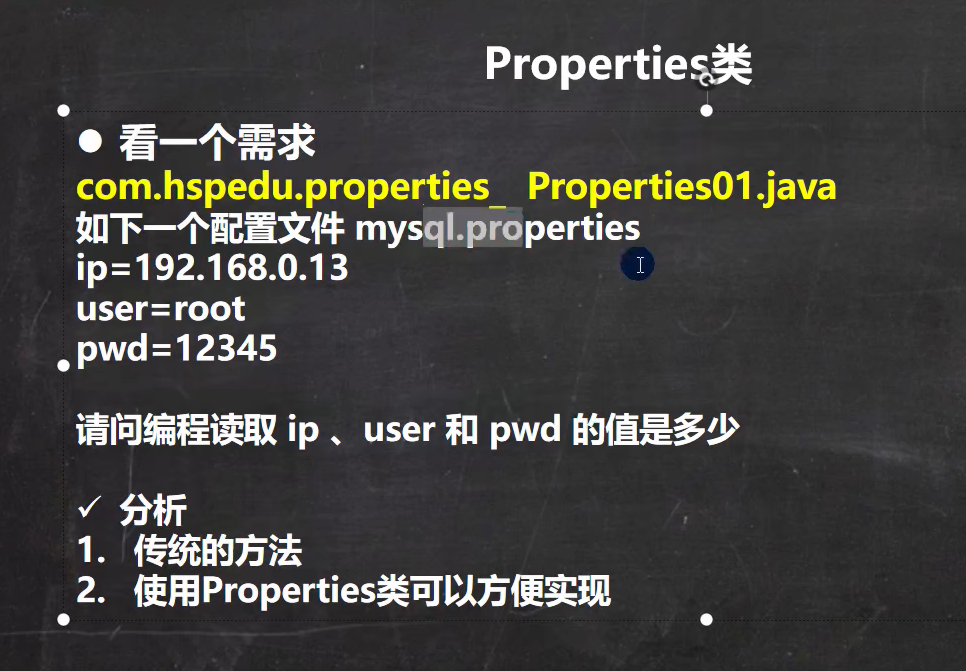 Properties类
● 看一个需求
com.hspedu.properties_ Properties01.java
如下一个配置文件 mysql.properties
ip=192.168.0.13
user=root
pwd=12345
请问编程读取 ip 、user 和 pwd 的值是多少
✓ 分析
1. 传统的方法
2. 使用Properties类可以方便实现